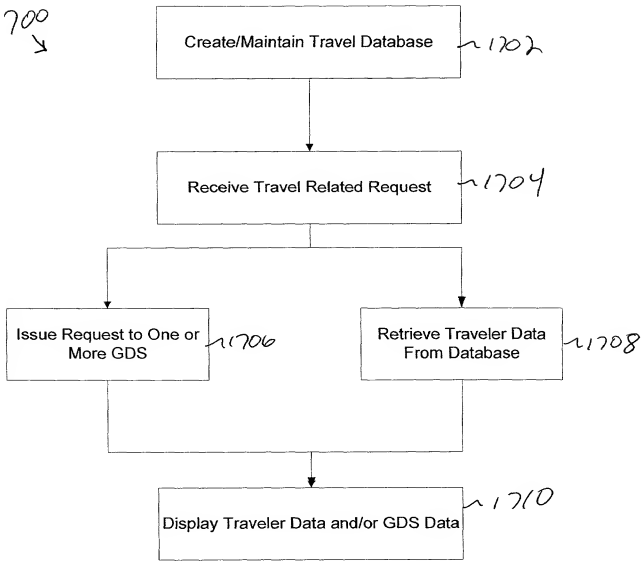 700
Create/Maintain Travel Database
1702
Receive Travel Related Request
1704
Issue Request to One or
More GDS
1706
Retrieve Traveler Data
From Database
1708
Display Traveler Data and/or GDS Data
1710